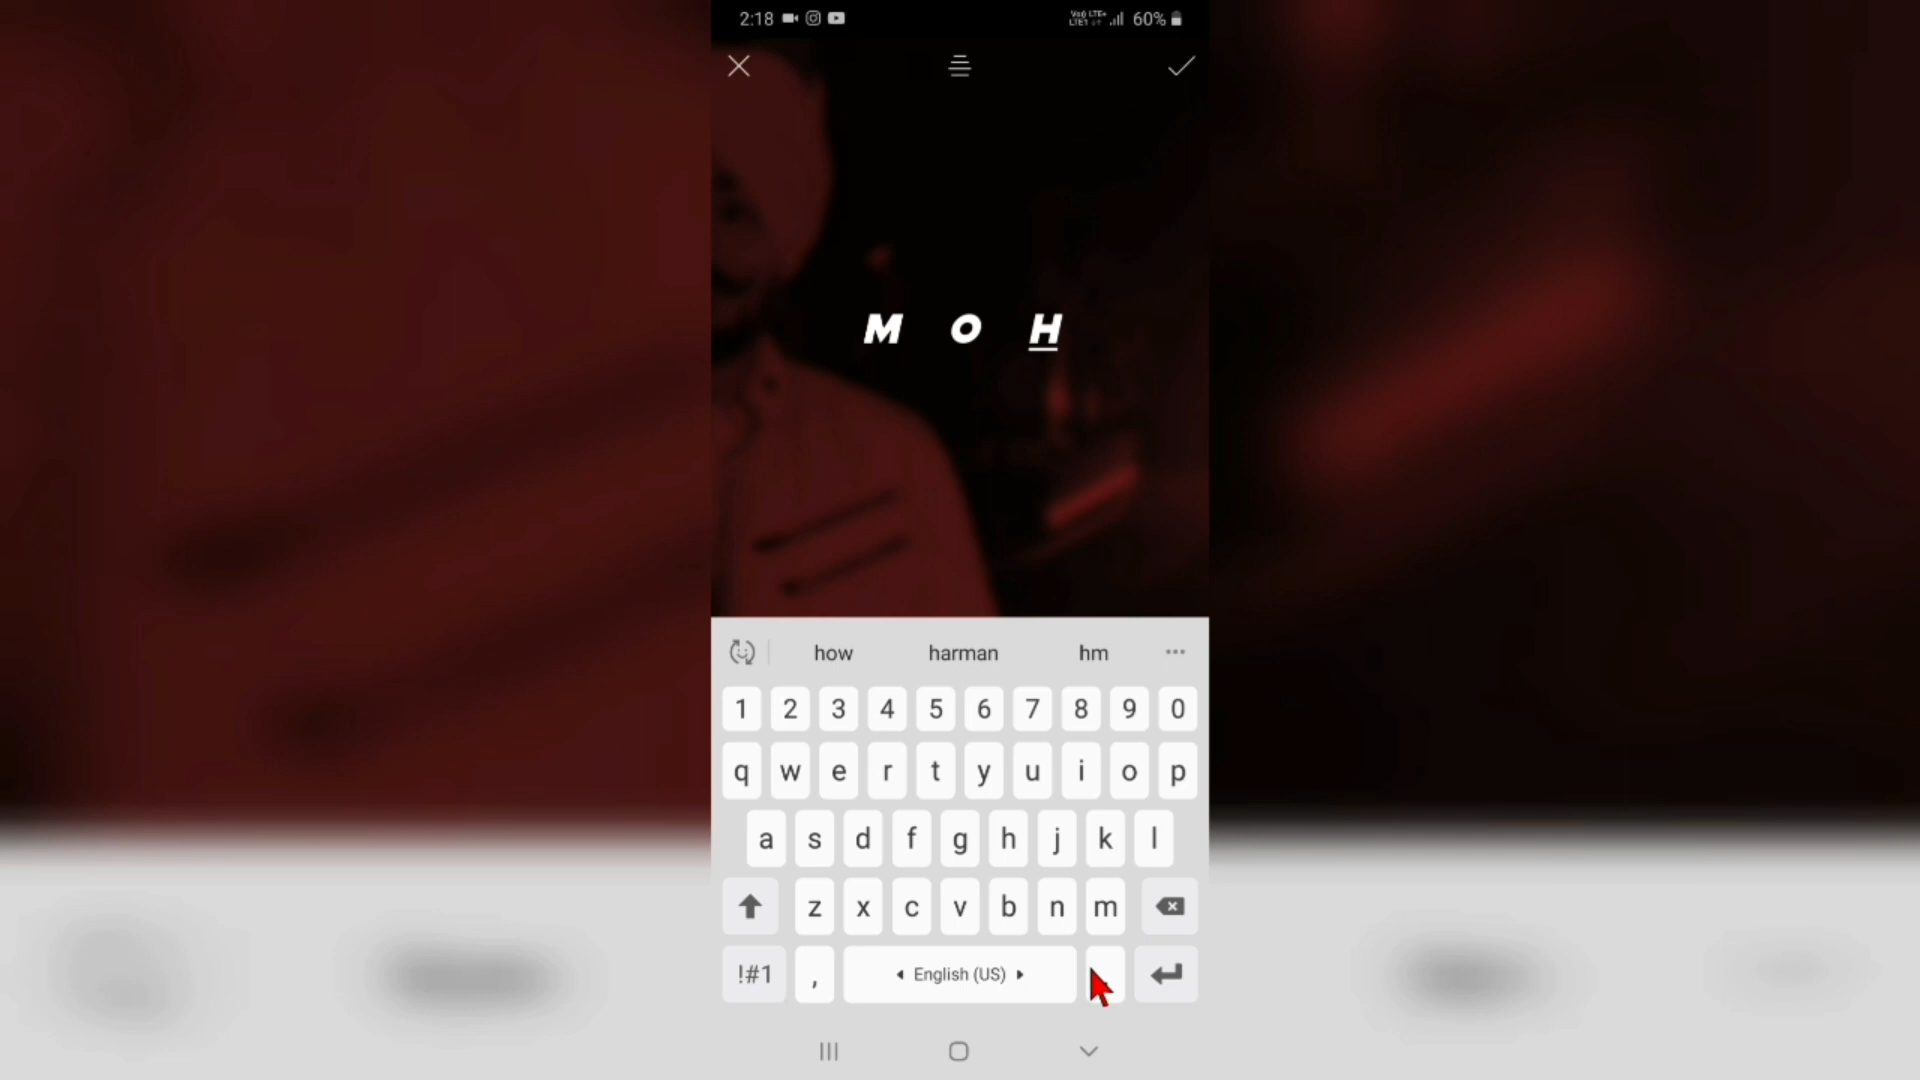 2:18 60%
M O H
how harman hm
1 2 3 4 5 6 7 8 9 0
q w e r t y u i o p
a s d f g h j k l
z x c v b n m
!#1 , English (US)